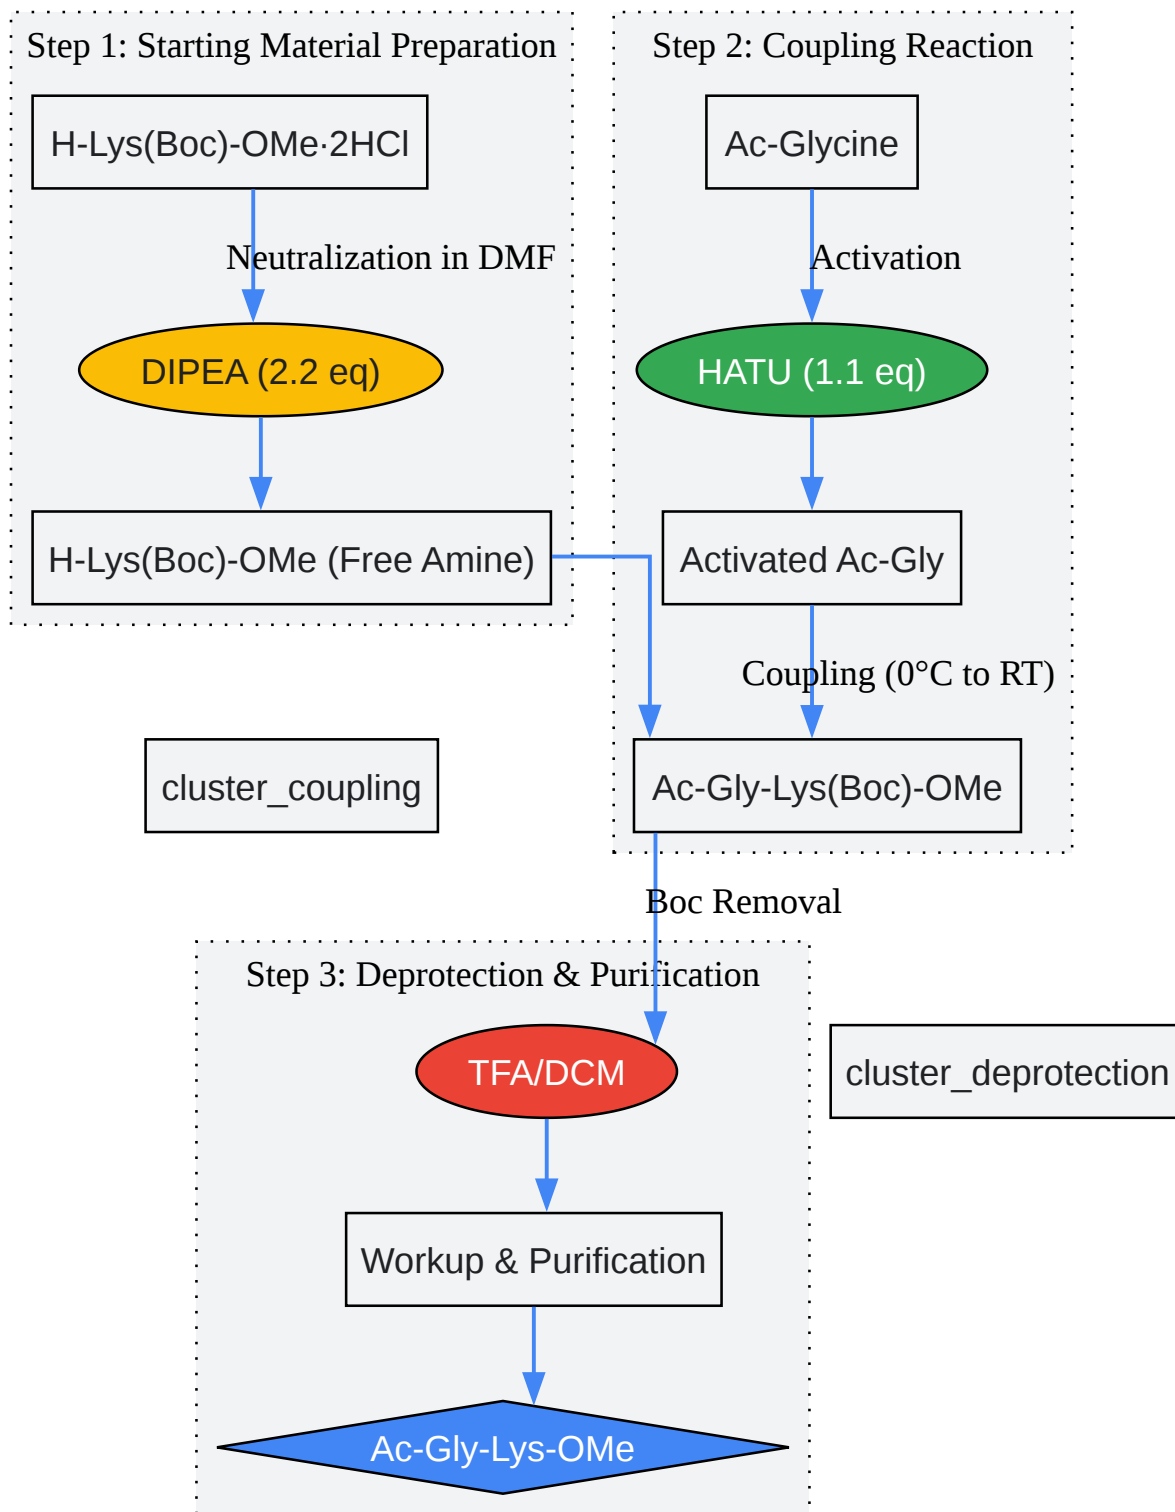 Step 1: Starting Material Preparation
H-Lys(Boc)-OMe·2HCl
Neutralization in DMF
DIPEA (2.2 eq)
H-Lys(Boc)-OMe (Free Amine)
Step 2: Coupling Reaction
Ac-Glycine
Activation
HATU (1.1 eq)
Activated Ac-Gly
Coupling (0°C to RT)
Ac-Gly-Lys(Boc)-OMe
cluster_coupling
Boc Removal
Step 3: Deprotection & Purification
TFA/DCM
cluster_deprotection
Workup & Purification
Ac-Gly-Lys-OMe